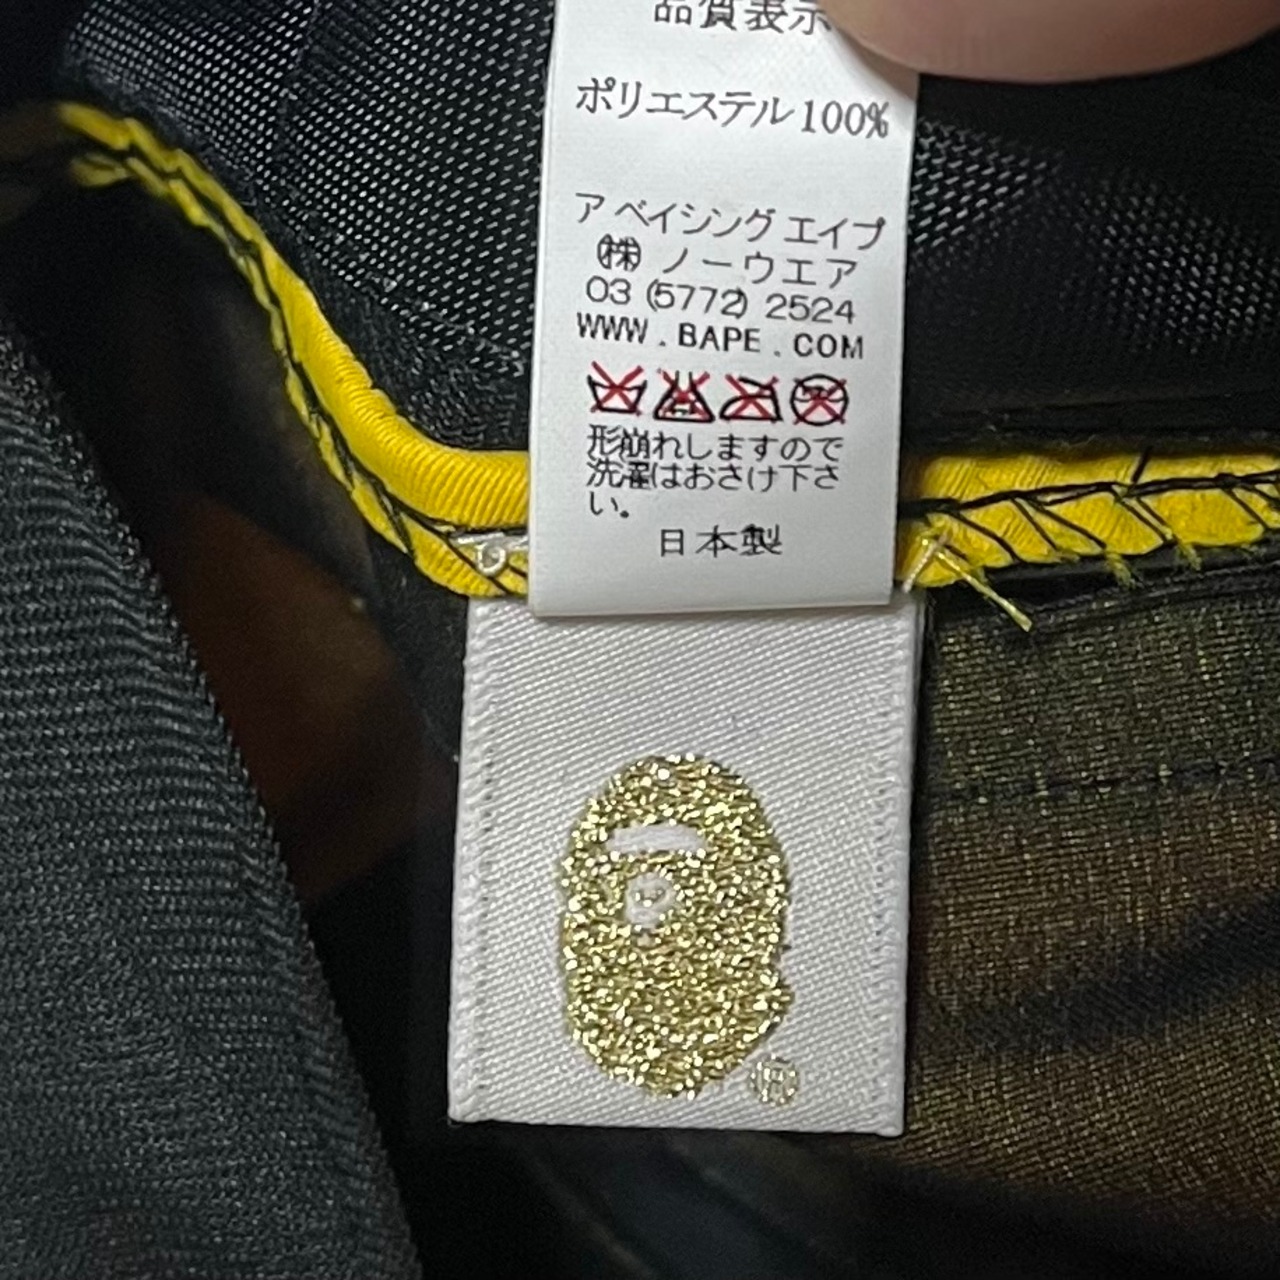 品質表示
ポリエステル100%
ア ベイシング エイプ
㈱ ノーウエア
03 (5772) 2524
WWW.BAPE.COM
形崩れしますので
洗濯はおさけ下さ
い。
日本製
®